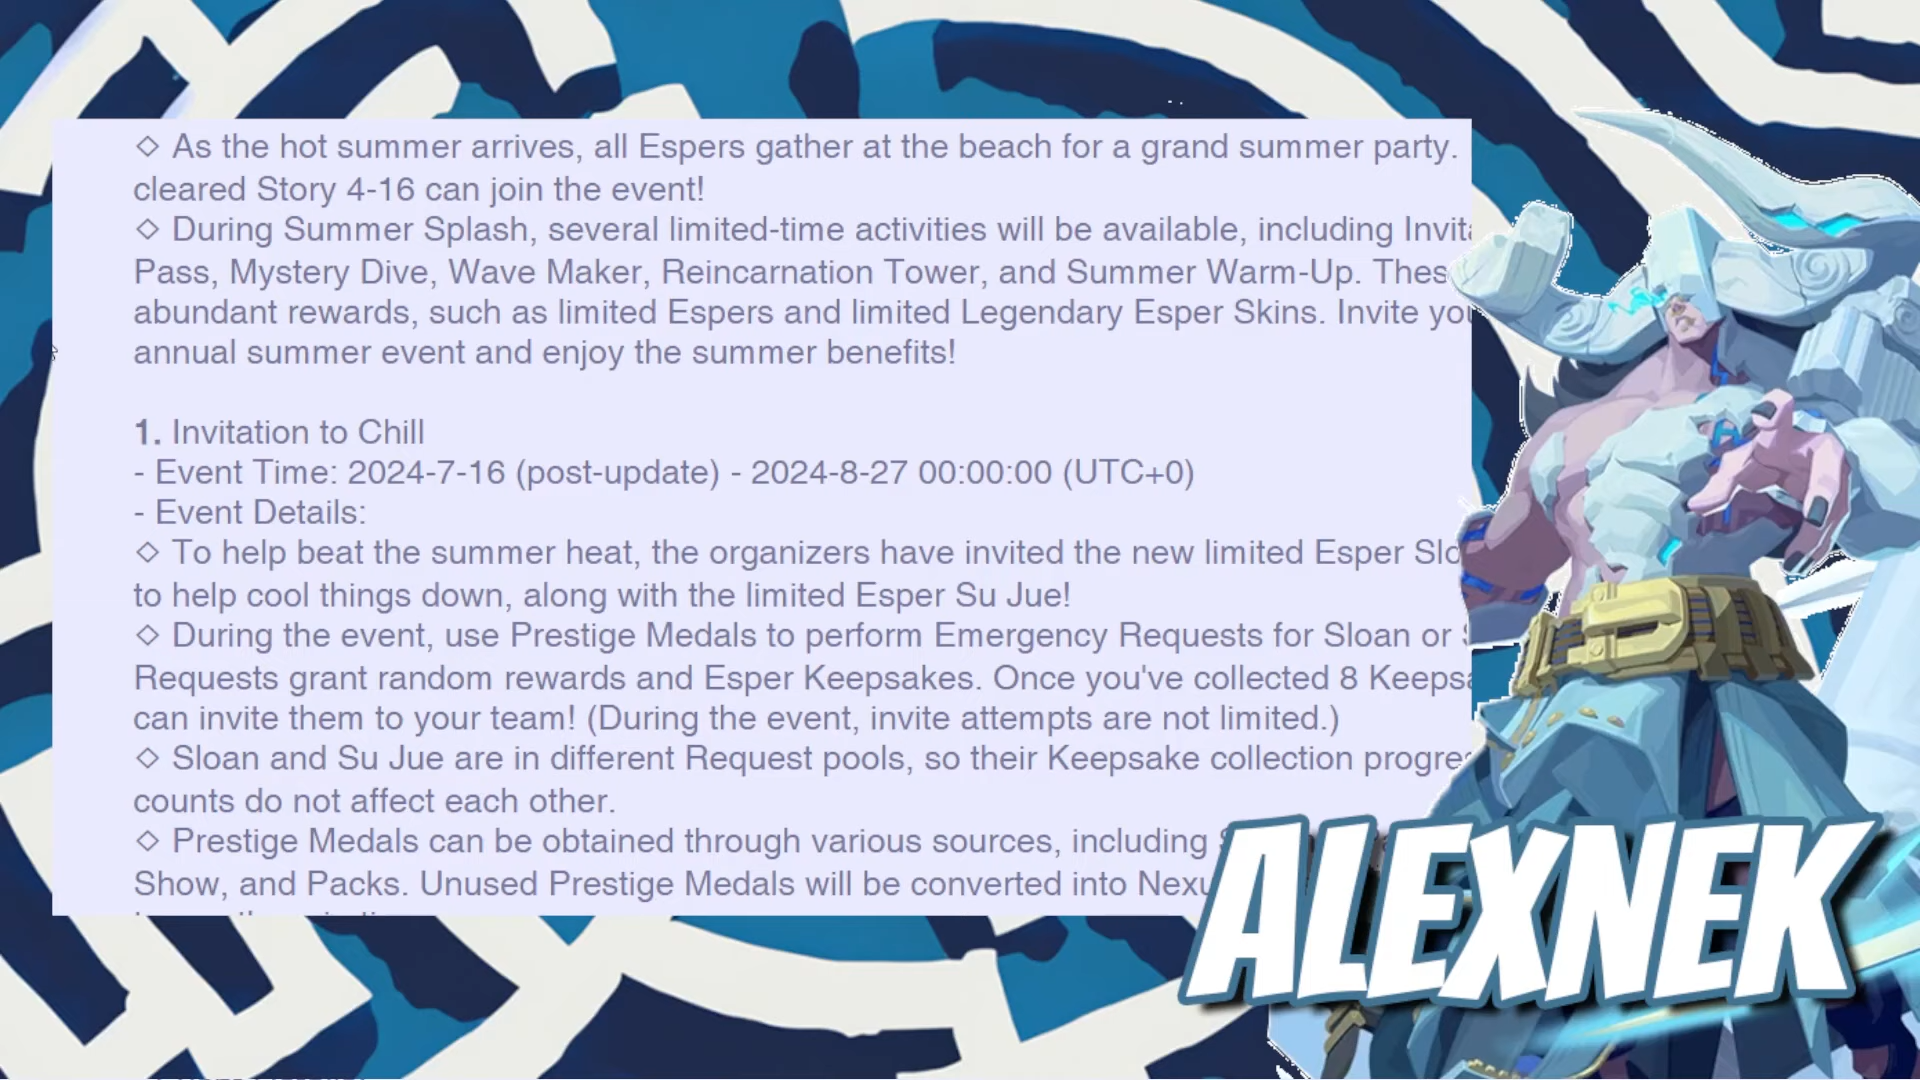 ◇ As the hot summer arrives, all Espers gather at the beach for a grand summer party.
cleared Story 4-16 can join the event!
◇ During Summer Splash, several limited-time activities will be available, including
Pass, Mystery Dive, Wave Maker, Reincarnation Tower, and Summer Warm-Up.
abundant rewards, such as limited Espers and limited Legendary Esper Skins. Invite
annual summer event and enjoy the summer benefits!
1. Invitation to Chill
- Event Time: 2024-7-16 (post-update) - 2024-8-27 00:00:00 (UTC+0)
- Event Details:
◇ To help beat the summer heat, the organizers have invited the new limited Esper
to help cool things down, along with the limited Esper Su Jue!
◇ During the event, use Prestige Medals to perform Emergency Requests for Sloan or
Requests grant random rewards and Esper Keepsakes. Once you've collected 8
can invite them to your team! (During the event, invite attempts are not limited.)
◇ Sloan and Su Jue are in different Request pools, so their Keepsake collection
counts do not affect each other.
◇ Prestige Medals can be obtained through various sources, including
Show, and Packs. Unused Prestige Medals will be converted into
ALEXNEK